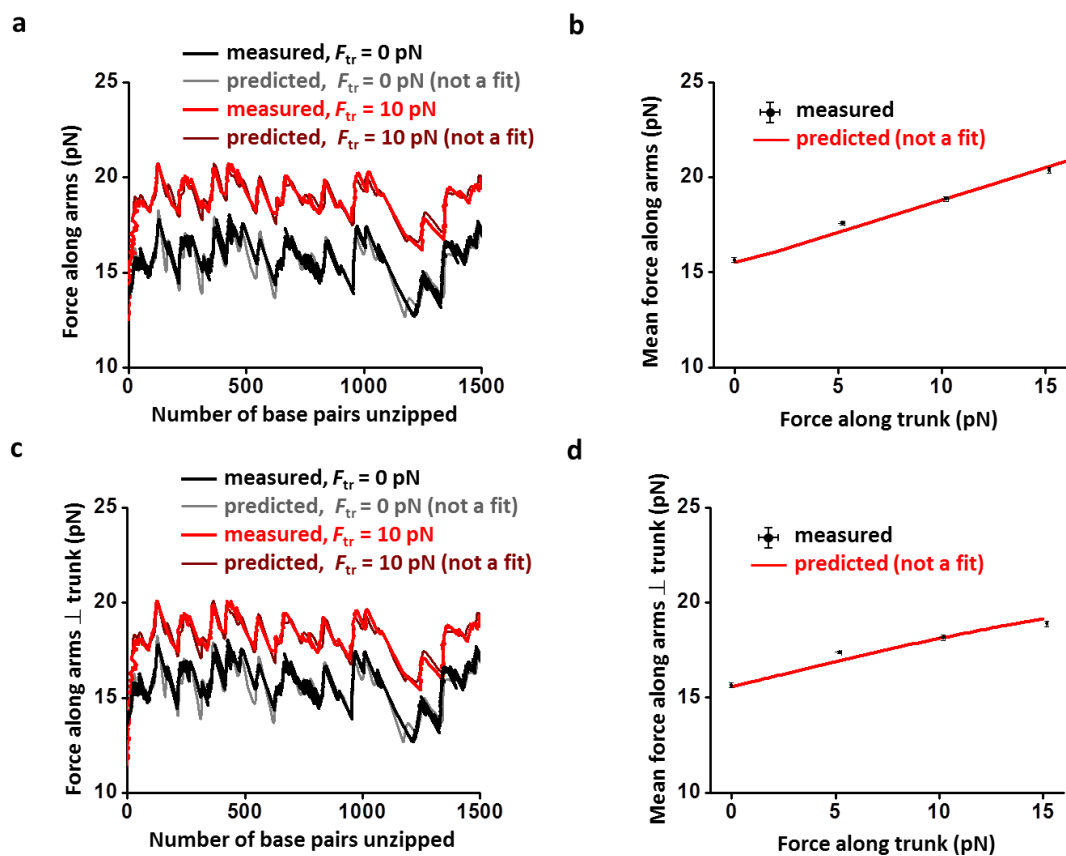 a
measured, Ftr = 0 pN
predicted, Ftr = 0 pN (not a fit)
measured, Ftr = 10 pN
predicted, Ftr = 10 pN (not a fit)
Force along arms (pN)
25
20
15
10
0
500
1000
1500
Number of base pairs unzipped
b
measured
predicted (not a fit)
Mean force along arms (pN)
25
20
15
10
0
5
10
15
Force along trunk (pN)
c
measured, Ftr = 0 pN
predicted, Ftr = 0 pN (not a fit)
measured, Ftr = 10 pN
predicted, Ftr = 10 pN (not a fit)
Force along arms ⊥ trunk (pN)
25
20
15
10
0
500
1000
1500
Number of base pairs unzipped
d
measured
predicted (not a fit)
Mean force along arms ⊥ trunk (pN)
25
20
15
10
0
5
10
15
Force along trunk (pN)